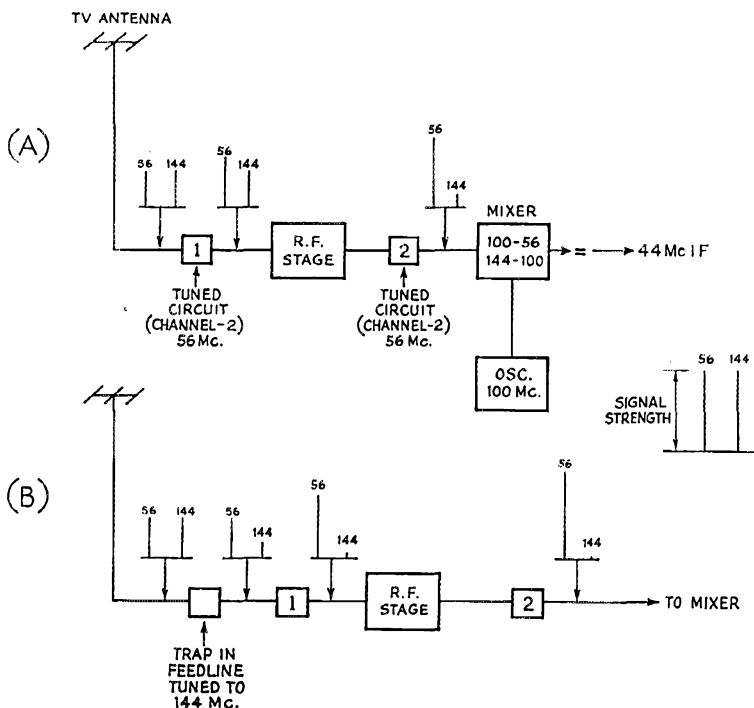 TV ANTENNA
(A)
56 144
56
144
56
144
MIXER
1
R.F.
STAGE
2
100-56
144-100
=
44 Mc IF
TUNED
CIRCUIT
(CHANNEL-2)
56 Mc.
TUNED
CIRCUIT
(CHANNEL-2)
56 Mc.
OSC.
100 Mc.
56 144
SIGNAL
STRENGTH
(B)
56 144
56
144
56
144
56
144
1
R.F.
STAGE
2
TO MIXER
TRAP IN
FEEDLINE
TUNED TO
144 Mc.